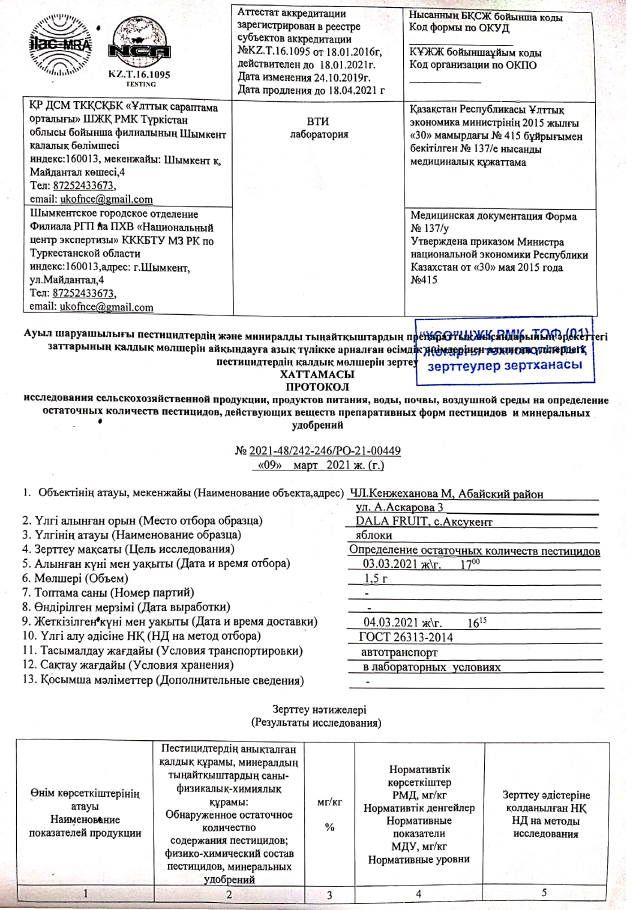 ilac-MRA
NCA
KZ.T.16.1095
TESTING
Аттестат аккредитации
зарегистрирован в реестре
субъектов аккредитации
№KZ.T.16.1095 от 18.01.2016г,
действителен до 18.01.2021г.
Дата изменения 24.10.2019г.
Дата продления до 18.04.2021 г
Нысанның БҚСЖ бойынша коды
Код формы по ОКУД
КҰЖЖ бойыншаұйым коды
Код организации по ОКПО
ҚР ДСМ ТКҚСҚБК «Ұлттық сараптама
орталығы» ШЖҚ РМК Түркістан
облысы бойынша филиалының Шымкент
қалалық бөлімшесі
индекс:160013, мекенжайы: Шымкент қ,
Майдантал көшесі,4
Тел: 87252433673,
email: ukofnce@gmail.com
ВТИ
лаборатория
Қазақстан Республикасы Ұлттық
экономика министрінің 2015 жылғы
«30» мамырдағы № 415 бұйрығымен
бекітілген № 137/е нысанды
медициналық құжаттама
Шымкентское городское отделение
Филиала РГП на ПХВ «Национальный
центр экспертизы» КККБТУ МЗ РК по
Туркестанской области
индекс:160013,адрес: г.Шымкент,
ул.Майдантал,4
Тел: 87252433673,
email: ukofnce@gmail.com
Медицинская документация Форма
№ 137/у
Утверждена приказом Министра
национальной экономики Республики
Казахстан от «30» мая 2015 года
№415
"ҰСО"ШЖҚ РМК ТОФ (01)
зерттеулер зертханасы
Ауыл шаруашылығы пестицидтердің және миниралды тыңайтқыштардың препараттық нысандарының әрекеттегі
заттарының қалдық мөлшерін айқындауға азық түлікке арналған өсімдік өнімдерінен алынған үлгілердегі
пестицидтердің қалдық мөлшерін зерттеу
ХАТТАМАСЫ
ПРОТОКОЛ
исследования сельскохозяйственной продукции, продуктов питания, воды, почвы, воздушной среды на определение
остаточных количеств пестицидов, действующих веществ препаративных форм пестицидов и минеральных
удобрений
№ 2021-48/242-246/PO-21-00449
«09» март 2021 ж. (г.)
1. Объектінің атауы, мекенжайы (Наименование объекта,адрес) ЧЛ.Кенжеханова М, Абайский район
ул. А.Аскарова 3
2. Үлгі алынған орын (Место отбора образца) DALA FRUIT, с.Аксукент
3. Үлгінің атауы (Наименование образца) яблоки
4. Зерттеу мақсаты (Цель исследования) Определение остаточных количеств пестицидов
5. Алынған күні мен уақыты (Дата и время отбора) 03.03.2021 ж\г. 17⁰⁰
6. Мөлшері (Объем) 1,5 г
7. Топтама саны (Номер партий) -
8. Өндірілген мерзімі (Дата выработки) -
9. Жеткізілген күні мен уақыты (Дата и время доставки) 04.03.2021 ж\г. 16¹⁵
10. Үлгі алу әдісіне НҚ (НД на метод отбора) ГОСТ 26313-2014
11. Тасымалдау жағдайы (Условия транспортировки) автотранспорт
12. Сақтау жағдайы (Условия хранения) в лабораторных условиях
13. Қосымша мәліметтер (Дополнительные сведения) -
Зерттеу нәтижелері
(Результаты исследования)
Өнім көрсеткіштерінің
атауы
Наименование
показателей продукции
Пестицидтердің анықталған
қалдық құрамы, минералдың
тыңайтқыштардың саны-
физикалық-химиялық
құрамы:
Обнаруженное остаточное
количество
содержания пестицидов;
физико-химический состав
пестицидов, минеральных
удобрений
мг/кг
%
Нормативтік
көрсеткіштер
РМД, мг/кг
Нормативтік денгейлер
Нормативные
показатели
МДУ, мг/кг
Нормативные уровни
Зерттеу әдістеріне
қолданылған НҚ
НД на методы
исследования
1 2 3 4 5